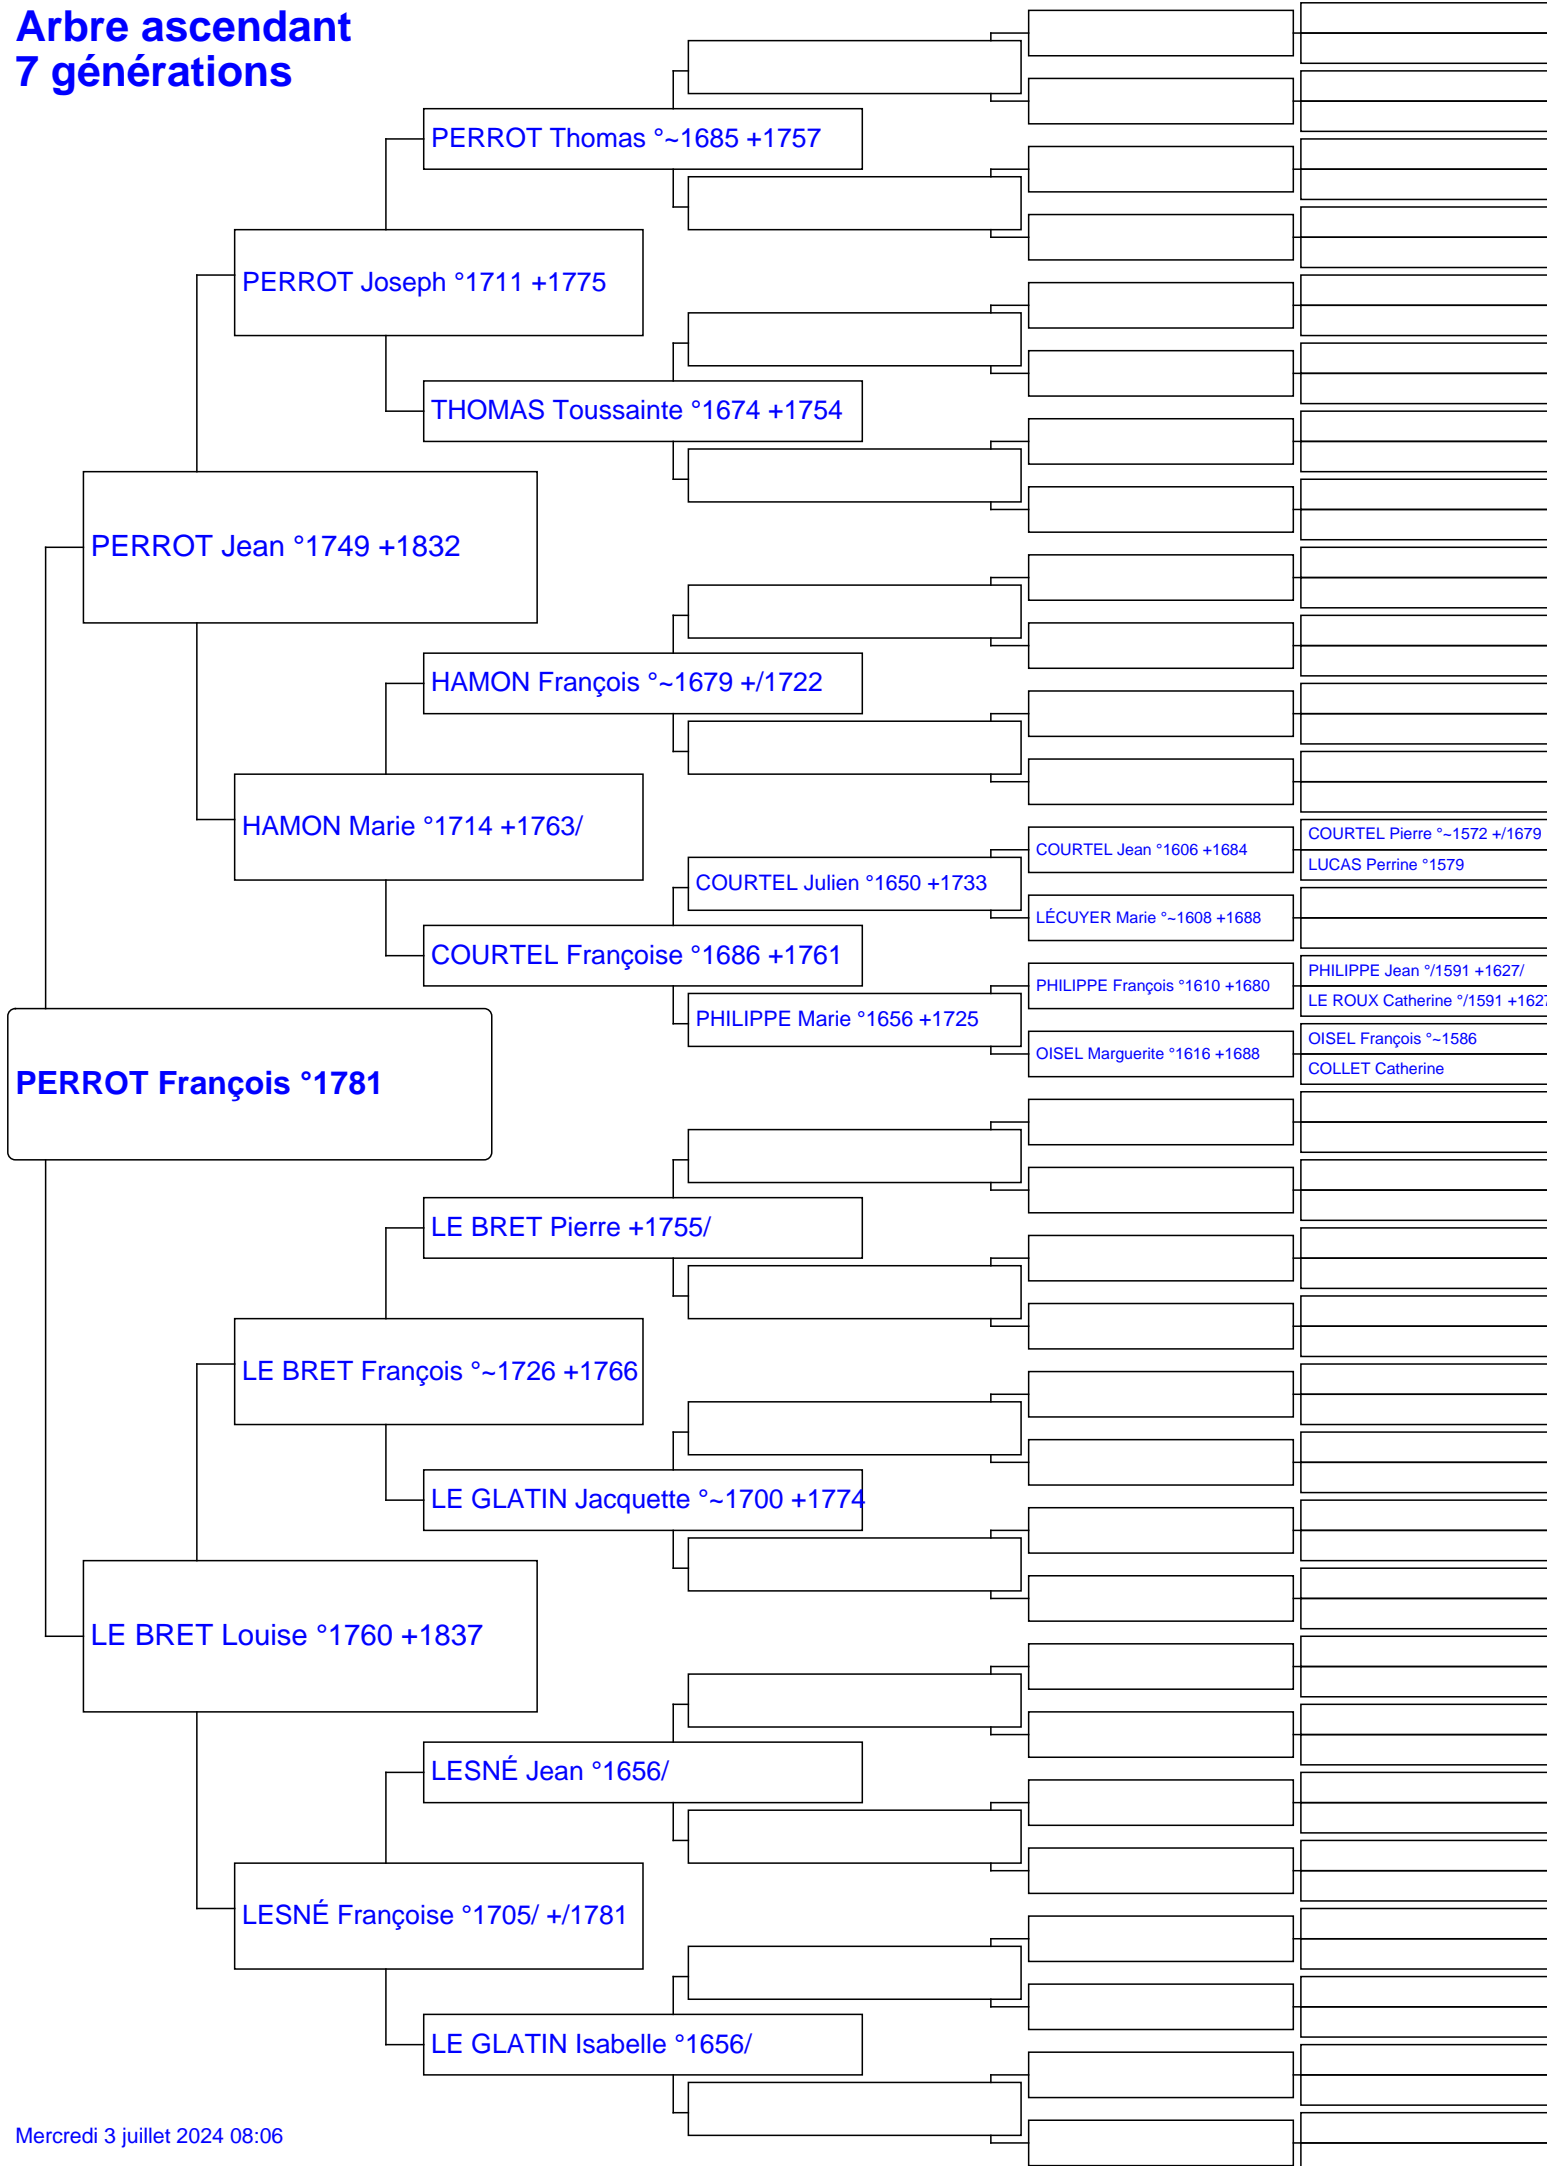 Arbre ascendant
7 générations
PERROT Thomas °~1685 +1757
PERROT Joseph °1711 +1775
THOMAS Toussainte °1674 +1754
PERROT Jean °1749 +1832
HAMON François °~1679 +/1722
HAMON Marie °1714 +1763/
COURTEL Pierre °~1572 +/1679
COURTEL Jean °1606 +1684
LUCAS Perrine °1579
COURTEL Julien °1650 +1733
LÉCUYER Marie °~1608 +1688
COURTEL Françoise °1686 +1761
PHILIPPE Jean °/1591 +1627/
PHILIPPE François °1610 +1680
LE ROUX Catherine °/1591 +1627
PHILIPPE Marie °1656 +1725
OISEL François °~1586
OISEL Marguerite °1616 +1688
COLLET Catherine
PERROT François °1781
LE BRET Pierre +1755/
LE BRET François °~1726 +1766
LE GLATIN Jacquette °~1700 +1774
LE BRET Louise °1760 +1837
LESNÉ Jean °1656/
LESNÉ Françoise °1705/ +/1781
LE GLATIN Isabelle °1656/
Mercredi 3 juillet 2024 08:06